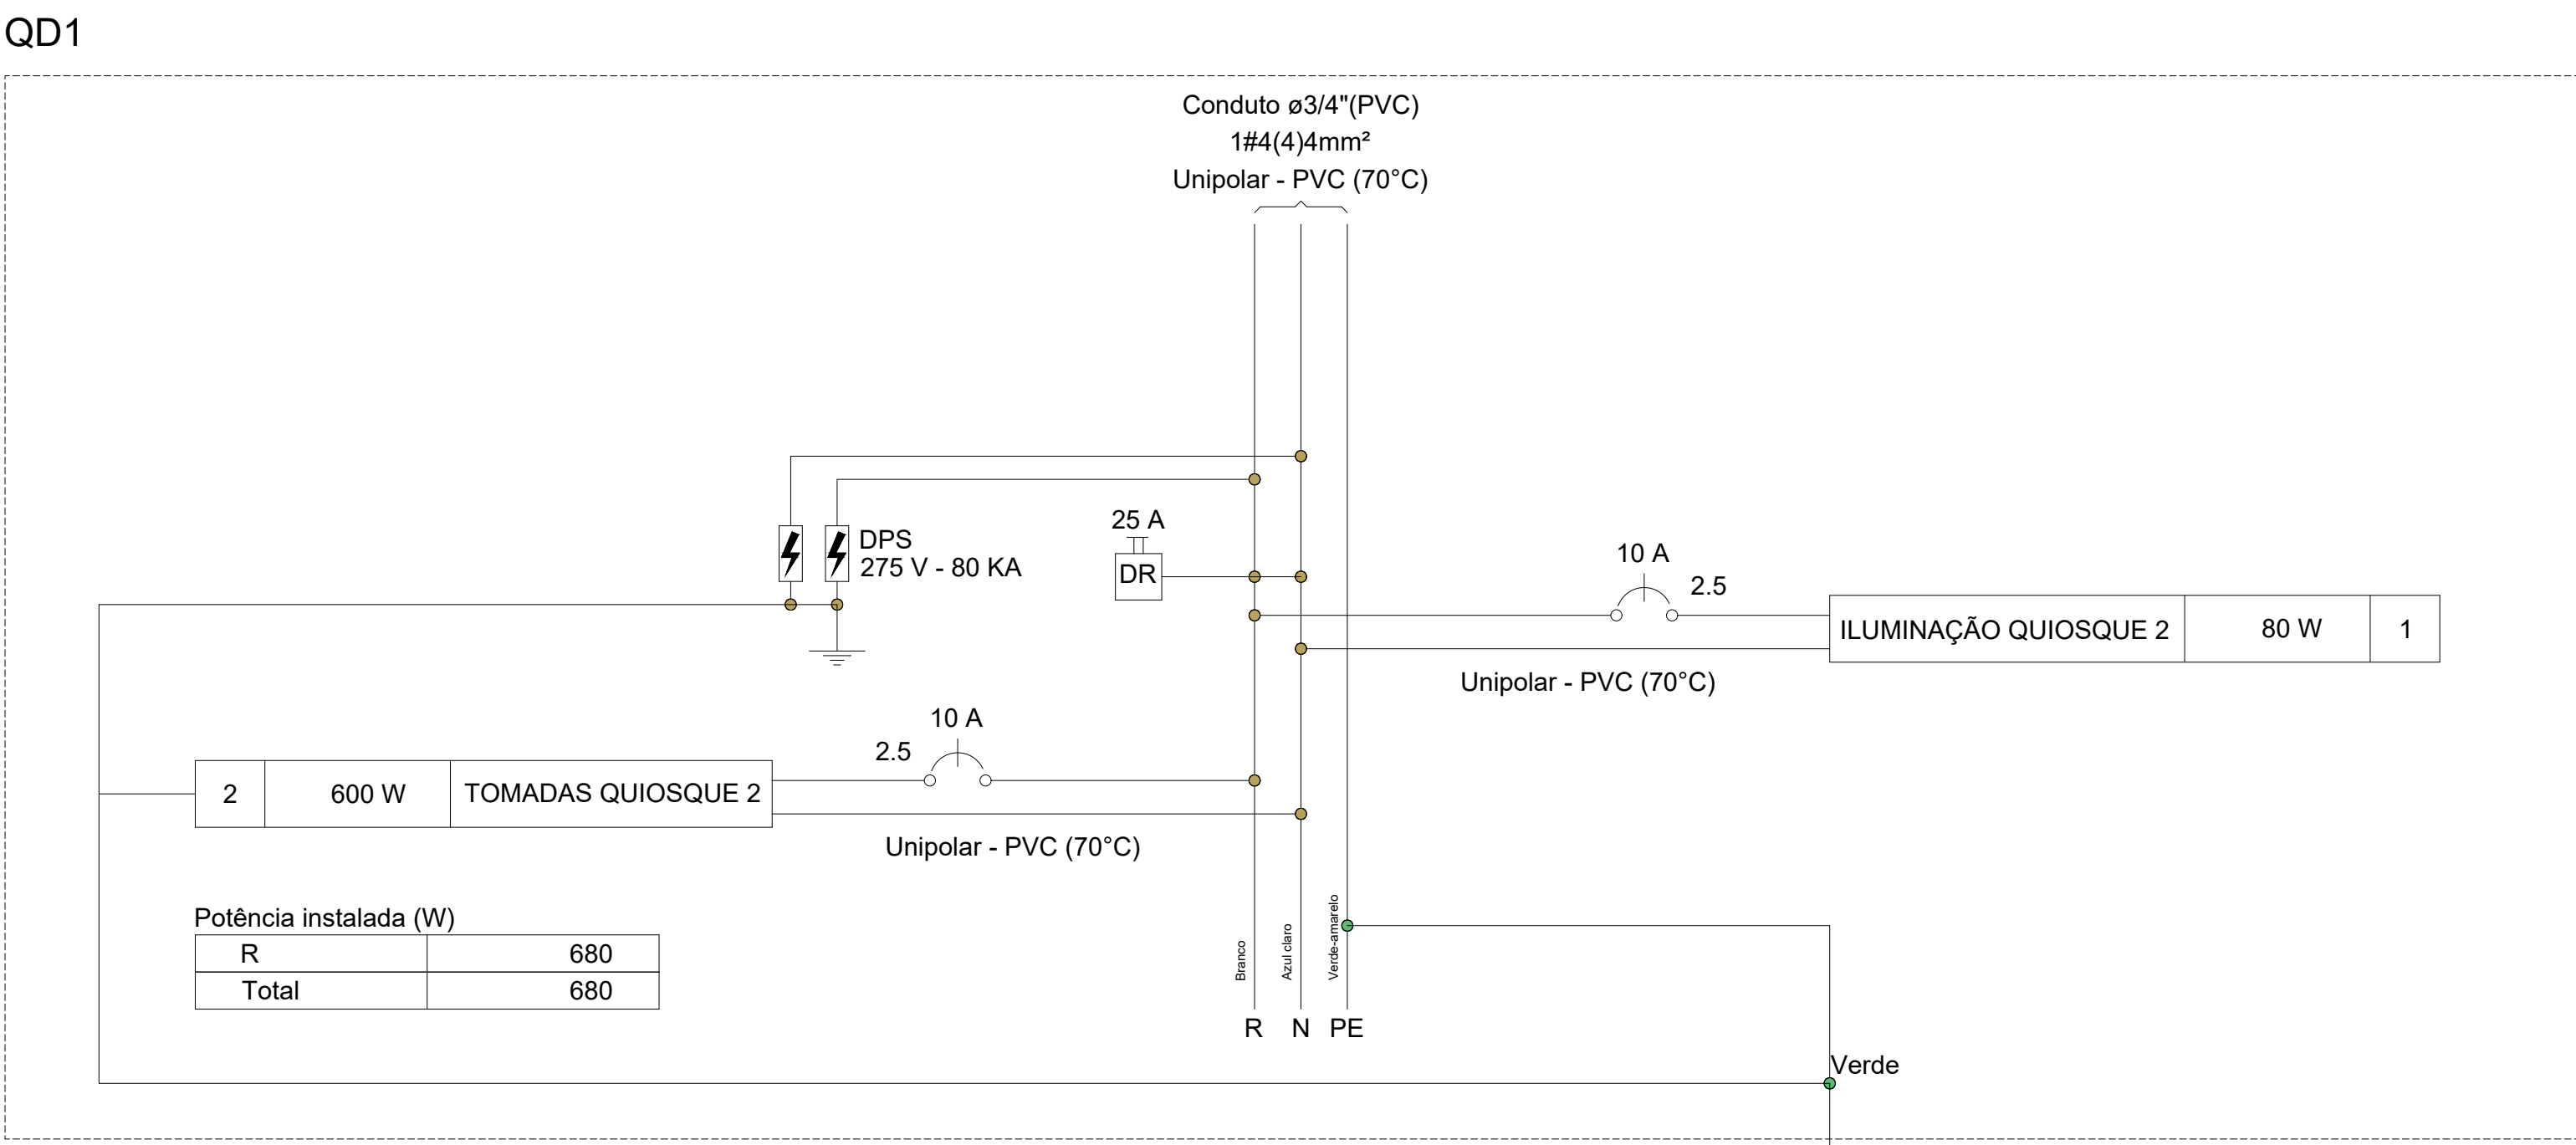 QD1
Conduto ø3/4"(PVC)
1#4(4)4mm²
Unipolar - PVC (70°C)
DPS
275 V - 80 KA
25 A
DR
10 A
2.5
ILUMINAÇÃO QUIOSQUE 2 80 W 1
Unipolar - PVC (70°C)
10 A
2.5
2 600 W TOMADAS QUIOSQUE 2
Unipolar - PVC (70°C)
Potência instalada (W)
R 680
Total 680
Branco
Azul claro
Verde-amarelo
R N PE
Verde